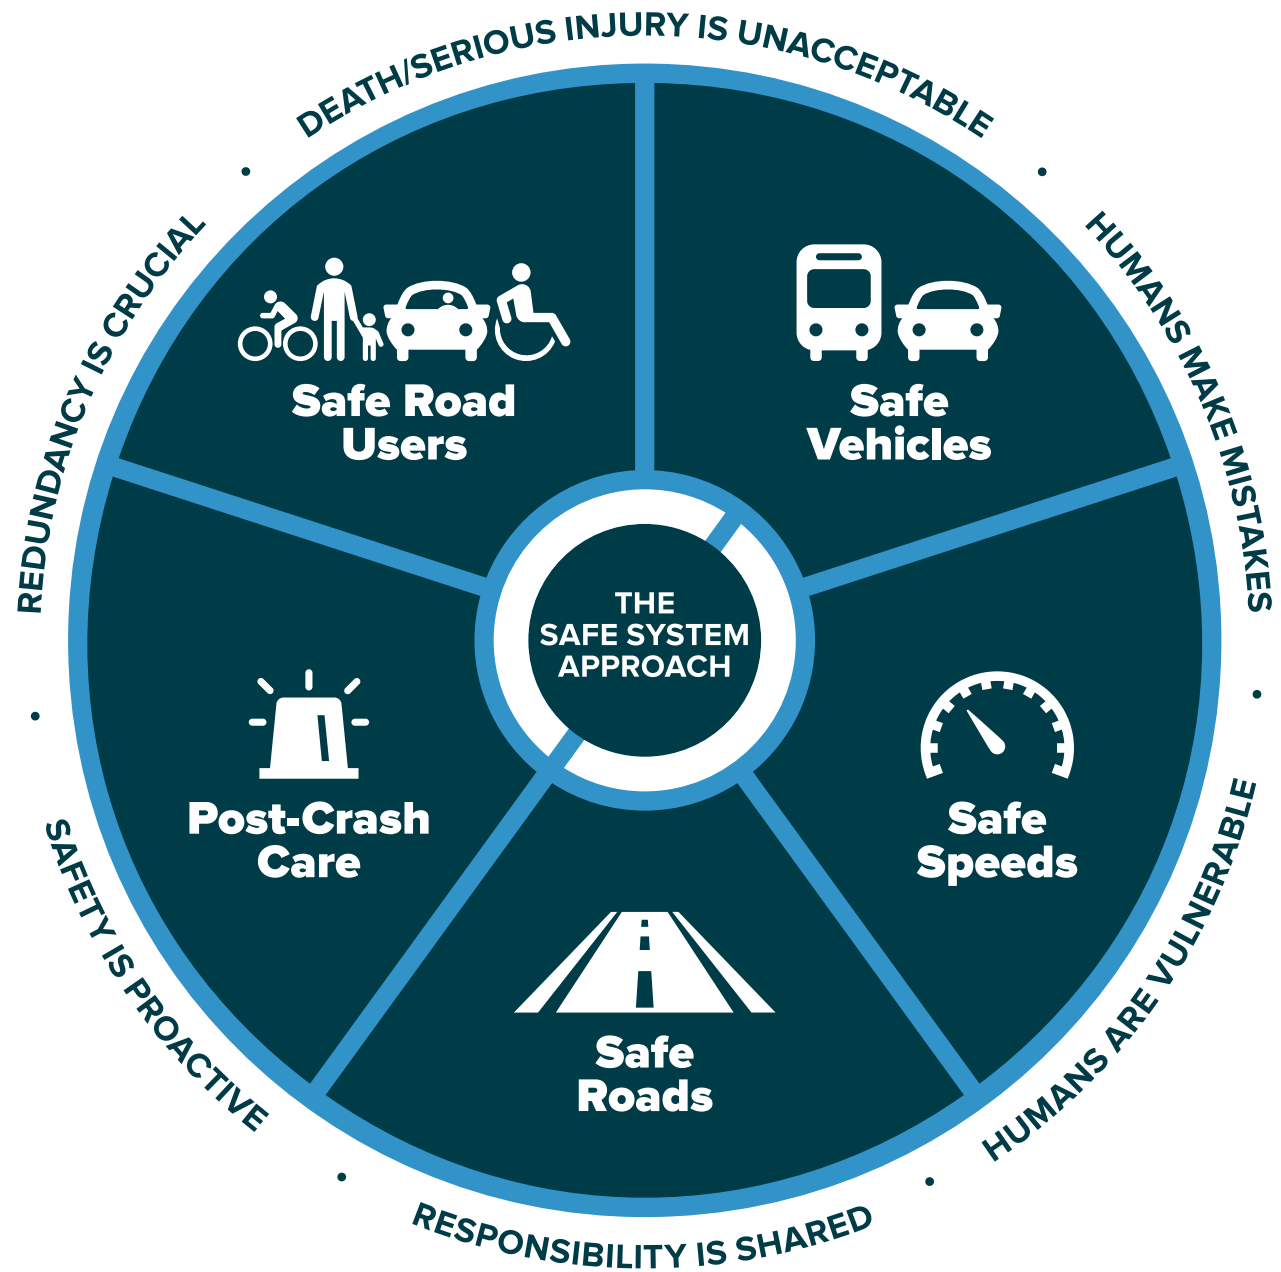 DEATH/SERIOUS INJURY IS UNACCEPTABLE
HUMANS MAKE MISTAKES
HUMANS ARE VULNERABLE
RESPONSIBILITY IS SHARED
SAFETY IS PROACTIVE
REDUNDANCY IS CRUCIAL
Safe Road
Users
Safe
Vehicles
THE
SAFE SYSTEM
APPROACH
Post-Crash
Care
Safe
Speeds
Safe
Roads